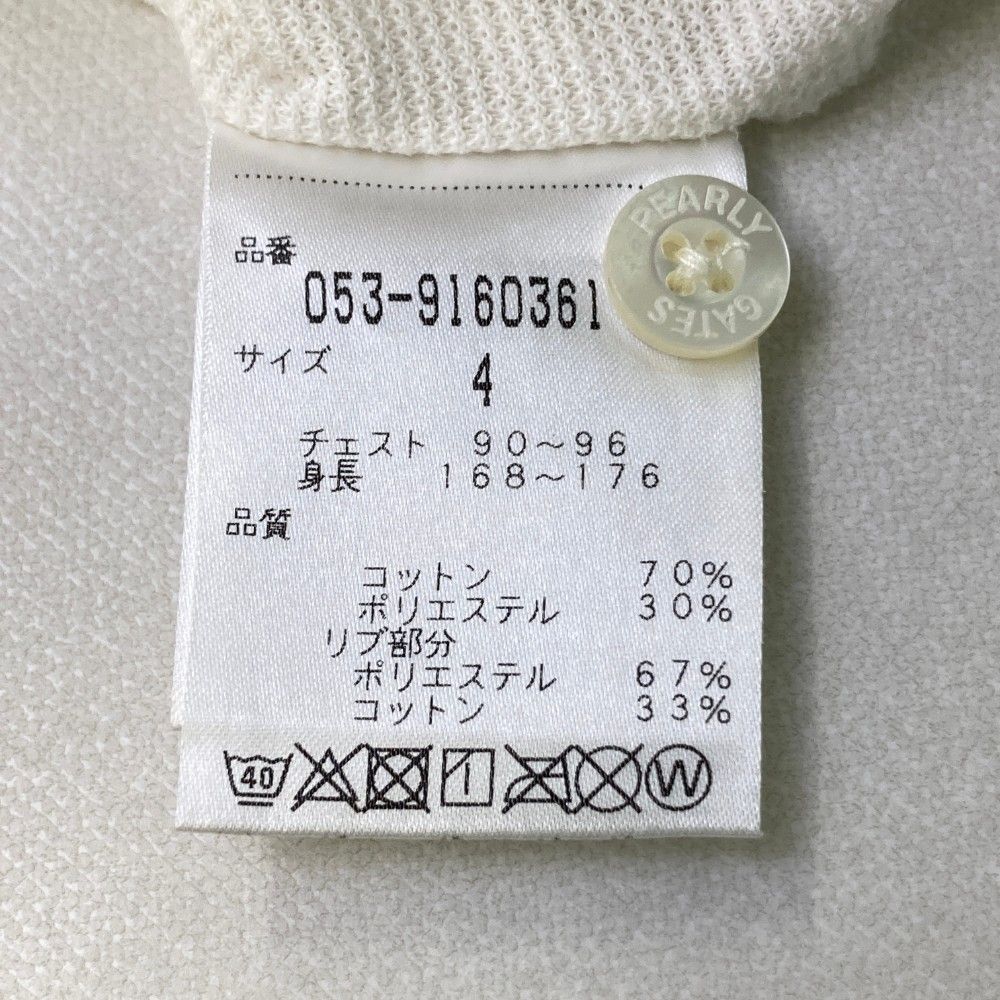 PEARLY
GATES
品番
053-9160361
サイズ
4
チェスト 90～96
身長 168～176
品質
コットン 70%
ポリエステル 30%
リブ部分
ポリエステル 67%
コットン 33%
40
W